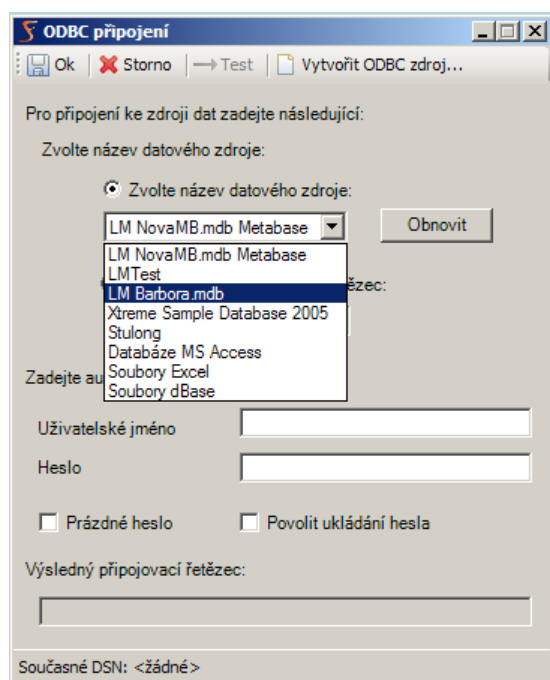 ODBC připojení
Ok Storno Test Vytvořit ODBC zdroj...
Pro připojení ke zdroji dat zadejte následující:
Zvolte název datového zdroje:
Zvolte název datového zdroje:
LM NovaMB.mdb Metabase Obnovit
LM NovaMB.mdb Metabase
LMTest
ězec:
LM Barbora.mdb
Xtreme Sample Database 2005
Stulong
Databáze MS Access
Soubory Excel
Zadejte au
Soubory dBase
Uživatelské jméno
Heslo
Prázdné heslo Povolit ukládání hesla
Výsledný připojovací řetězec:
Současné DSN: <žádné>